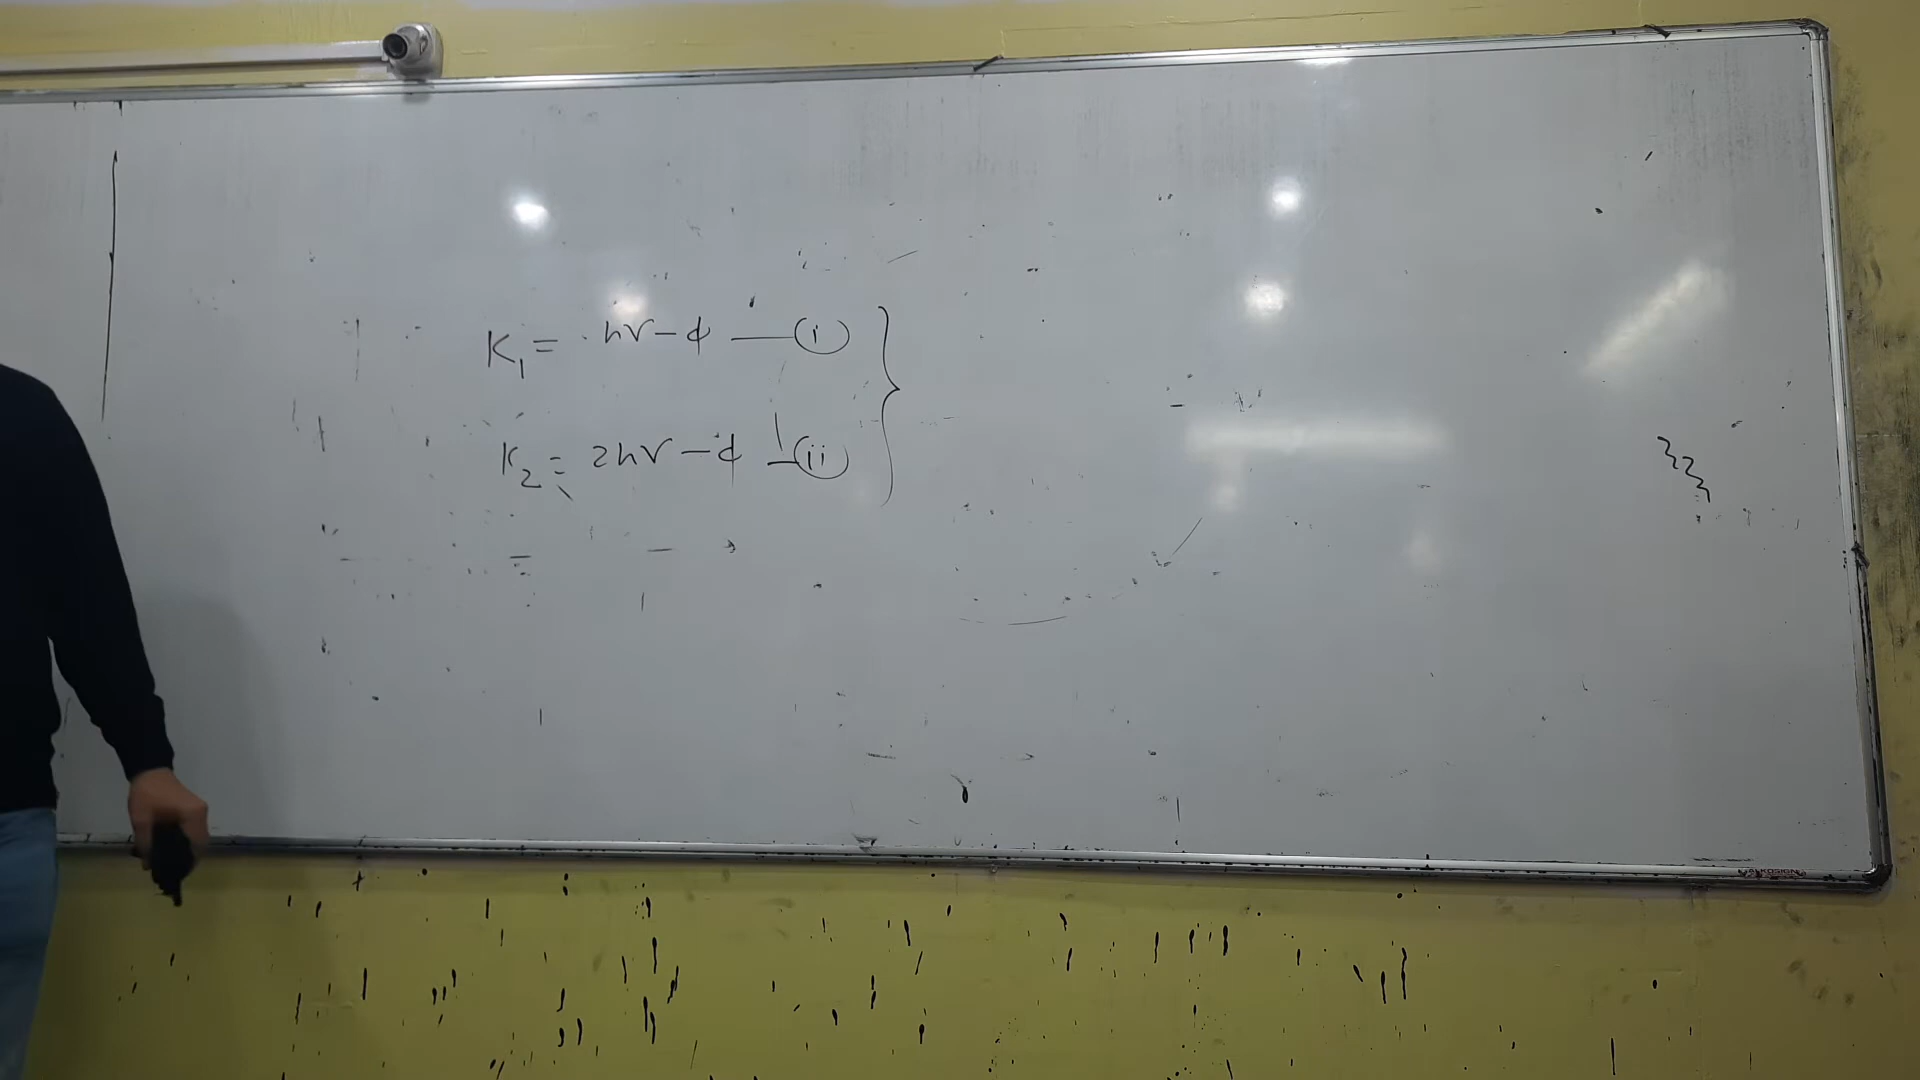 K₁ = hν − ϕ —(i)
K₂ = 2hν − ϕ —(ii)